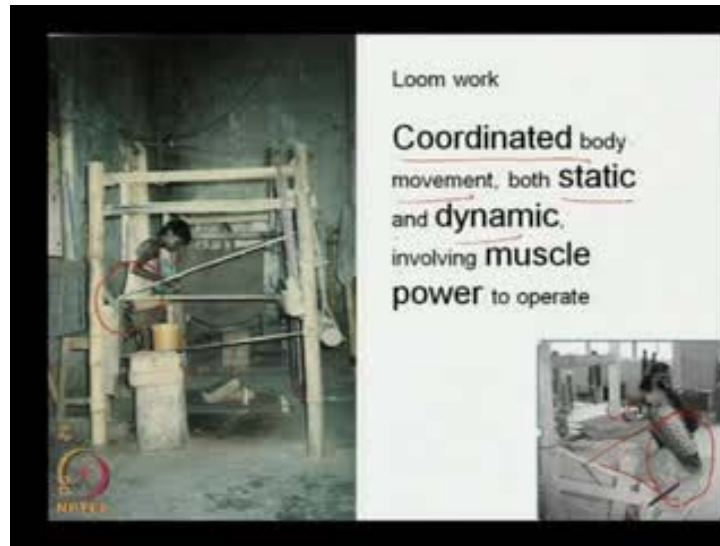 Loom work
Coordinated body
movement, both static
and dynamic,
involving muscle
power to operate
NPTEL